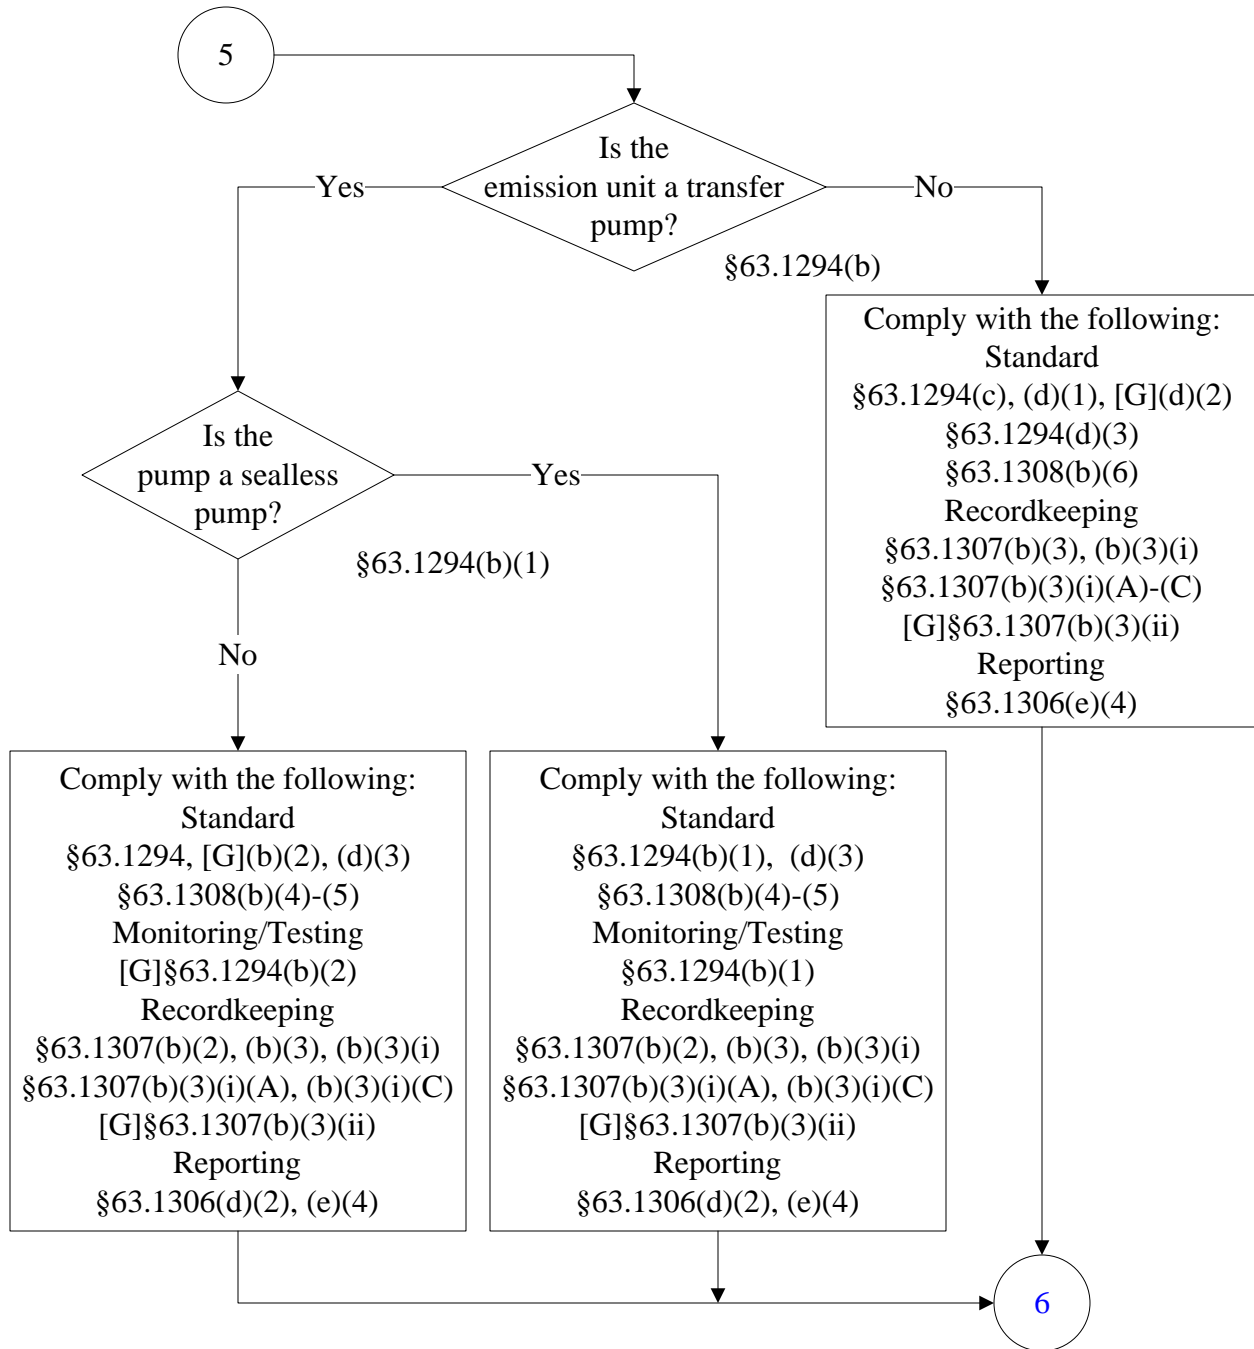 5
Is the
emission unit a transfer
pump?
Yes
No
§63.1294(b)
Comply with the following:
Standard
§63.1294(c), (d)(1), [G](d)(2)
§63.1294(d)(3)
§63.1308(b)(6)
Recordkeeping
§63.1307(b)(3), (b)(3)(i)
§63.1307(b)(3)(i)(A)-(C)
[G]§63.1307(b)(3)(ii)
Reporting
§63.1306(e)(4)
Is the
pump a sealless
pump?
Yes
§63.1294(b)(1)
No
Comply with the following:
Standard
§63.1294, [G](b)(2), (d)(3)
§63.1308(b)(4)-(5)
Monitoring/Testing
[G]§63.1294(b)(2)
Recordkeeping
§63.1307(b)(2), (b)(3), (b)(3)(i)
§63.1307(b)(3)(i)(A), (b)(3)(i)(C)
[G]§63.1307(b)(3)(ii)
Reporting
§63.1306(d)(2), (e)(4)
Comply with the following:
Standard
§63.1294(b)(1), (d)(3)
§63.1308(b)(4)-(5)
Monitoring/Testing
§63.1294(b)(1)
Recordkeeping
§63.1307(b)(2), (b)(3), (b)(3)(i)
§63.1307(b)(3)(i)(A), (b)(3)(i)(C)
[G]§63.1307(b)(3)(ii)
Reporting
§63.1306(d)(2), (e)(4)
6